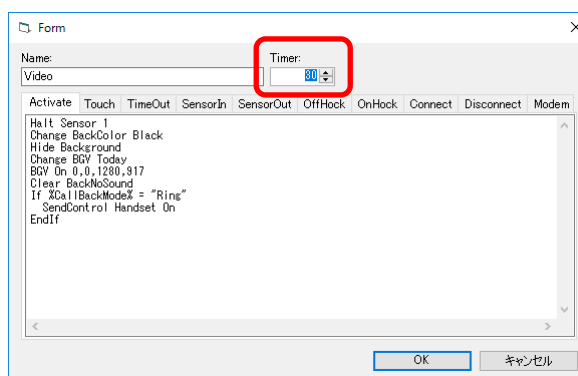 Form
Name:
Timer:
Video
80
Activate Touch TimeOut SensorIn SensorOut OffHock OnHock Connect Disconnect Modem
Halt Sensor 1
Change BackColor Black
Hide Background
Change BGV Today
BGV On 0,0,1280,917
Clear BackNoSound
If %CallBackMode% = "Ring"
SendControl Handset On
EndIf
OK
キャンセル